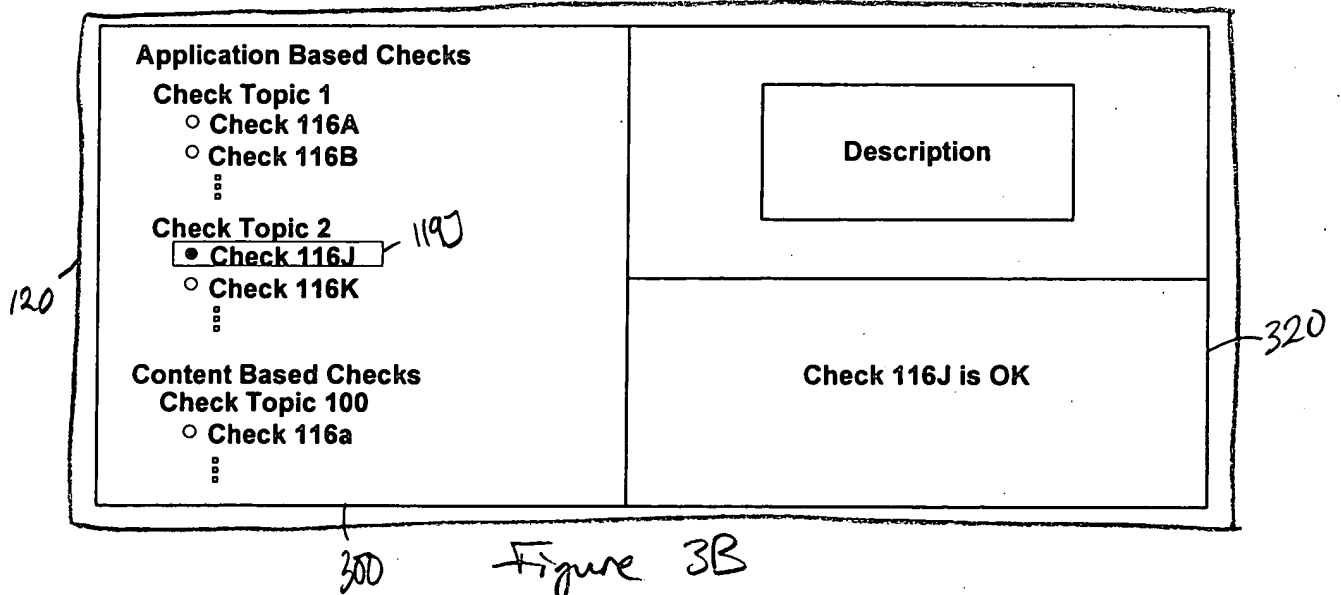 Application Based Checks
Check Topic 1
Check 116A
Check 116B
Check Topic 2
Check 116J
119J
Check 116K
Content Based Checks
Check Topic 100
Check 116a
Description
Check 116J is OK
120
320
300
Figure 3B